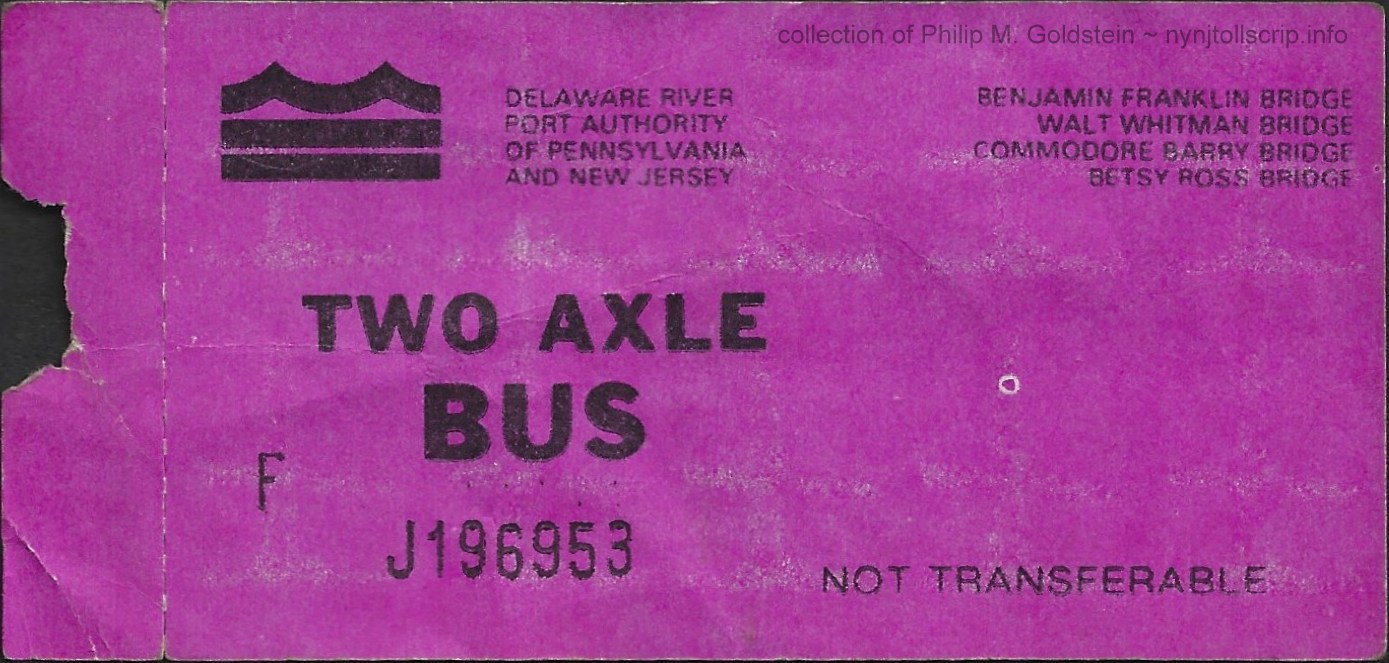 collection of Philip M. Goldstein ~ nynjtollscrip.info
DELAWARE RIVER
PORT AUTHORITY
OF PENNSYLVANIA
AND NEW JERSEY
BENJAMIN FRANKLIN BRIDGE
WALT WHITMAN BRIDGE
COMMODORE BARRY BRIDGE
BETSY ROSS BRIDGE
TWO AXLE
BUS
F
J196953
NOT TRANSFERABLE